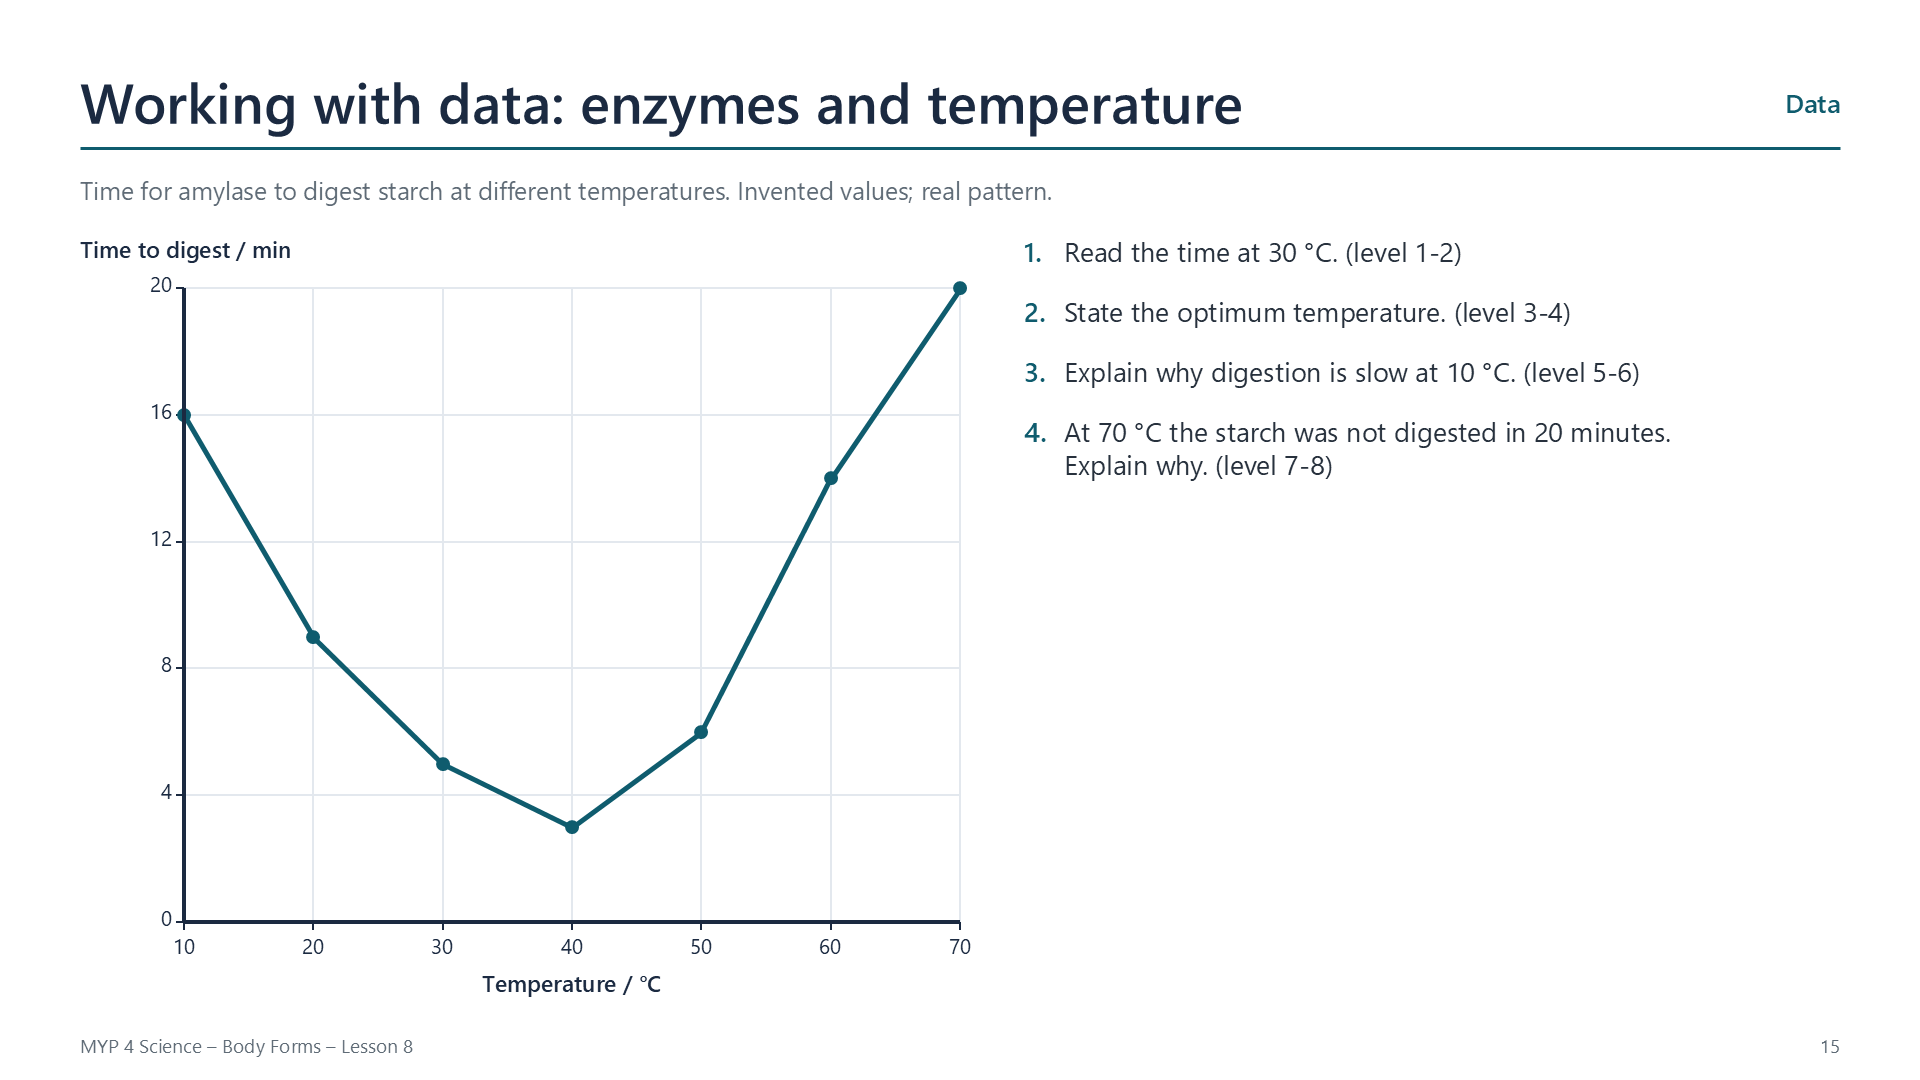 Working with data: enzymes and temperature
Data
Time for amylase to digest starch at different temperatures. Invented values; real pattern.
Time to digest / min
20
16
12
8
4
0
10 20 30 40 50 60 70
Temperature / °C
1. Read the time at 30 °C. (level 1-2)
2. State the optimum temperature. (level 3-4)
3. Explain why digestion is slow at 10 °C. (level 5-6)
4. At 70 °C the starch was not digested in 20 minutes.
Explain why. (level 7-8)
MYP 4 Science – Body Forms – Lesson 8
15